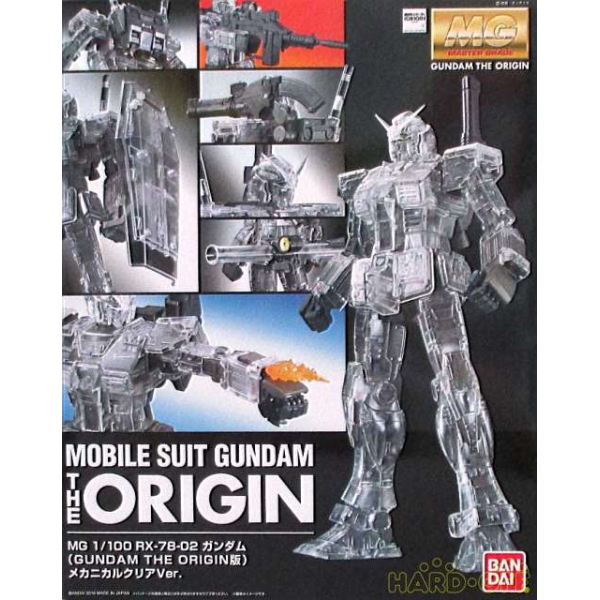 MG
MASTER GRADE
GUNDAM THE ORIGIN
MOBILE SUIT GUNDAM
THE ORIGIN
MG 1/100 RX-78-02 ガンダム
(GUNDAM THE ORIGIN版)
メカニカルクリアVer.
BAN
DAI
HARD-OFF